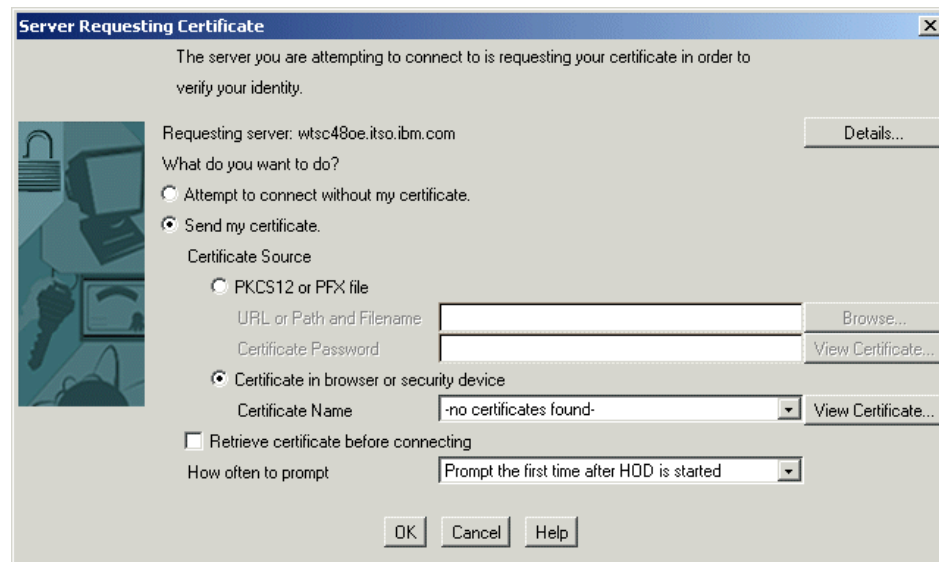 Server Requesting Certificate
The server you are attempting to connect to is requesting your certificate in order to
verify your identity.
Requesting server: wtsc48oe.itso.ibm.com
Details...
What do you want to do?
Attempt to connect without my certificate.
Send my certificate.
Certificate Source
PKCS12 or PFX file
URL or Path and Filename
Browse...
Certificate Password
View Certificate...
Certificate in browser or security device
Certificate Name
-no certificates found-
View Certificate...
Retrieve certificate before connecting
How often to prompt
Prompt the first time after HOD is started
OK
Cancel
Help